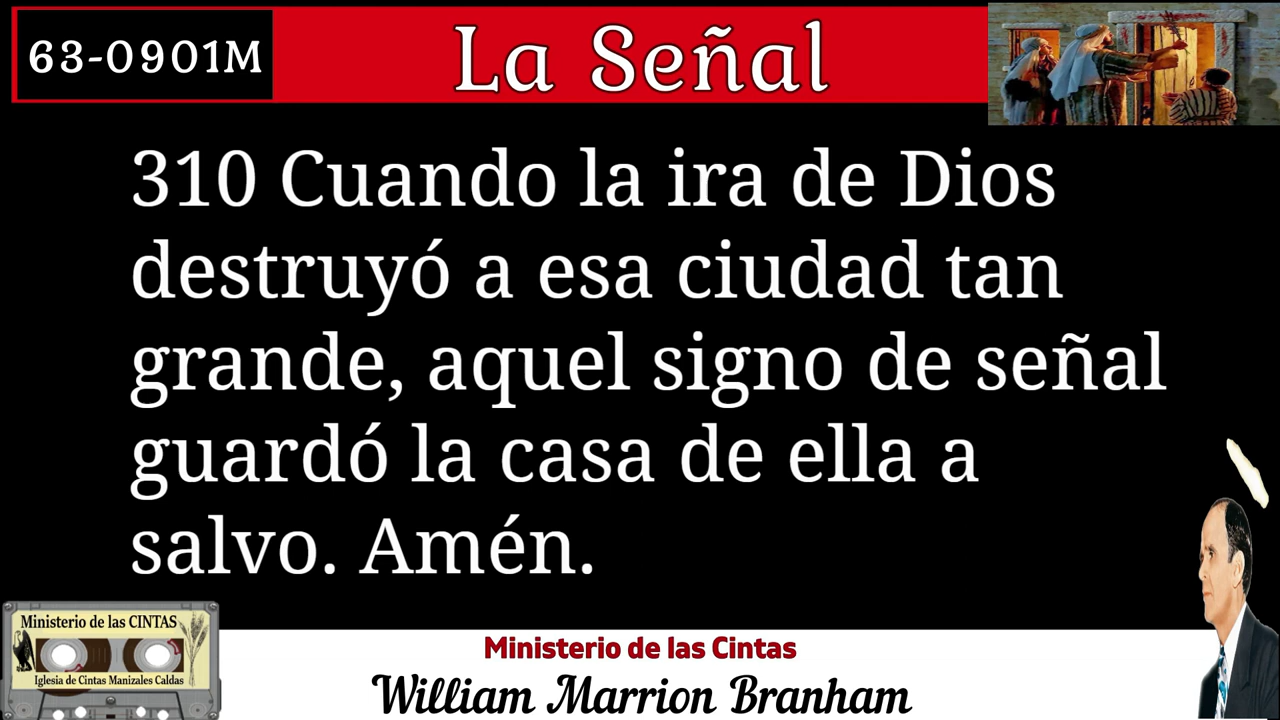 63-0901M
La Señal
310 Cuando la ira de Dios
destruyó a esa ciudad tan
grande, aquel signo de señal
guardó la casa de ella a
salvo. Amén.
Ministerio de las CINTAS
Iglesia de Cintas Manizales Caldas
Ministerio de las Cintas
William Marrion Branham